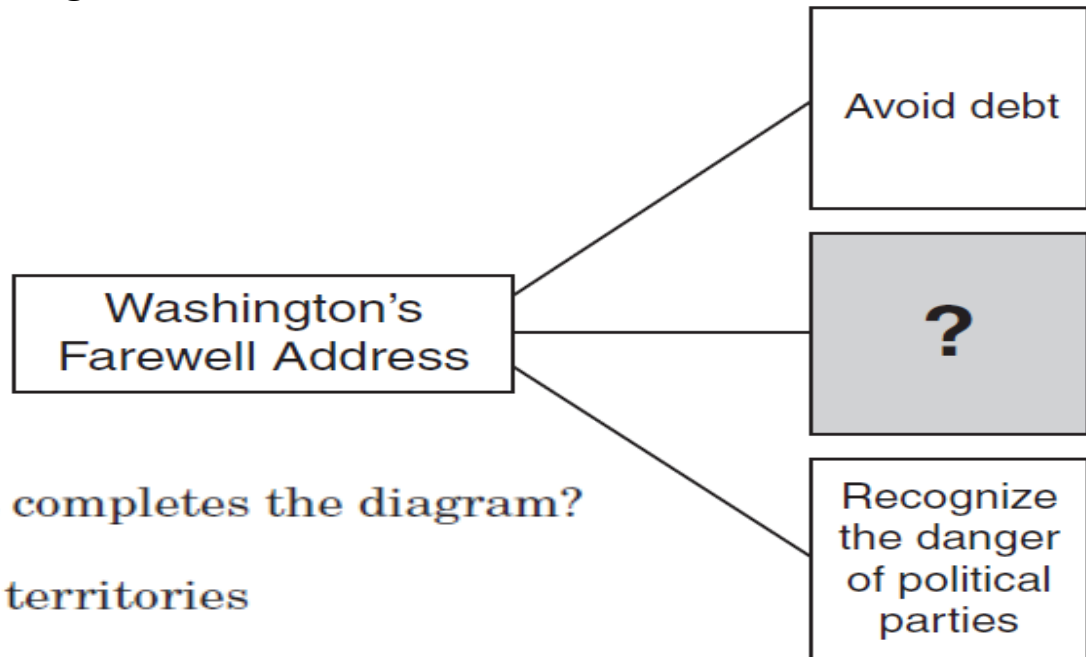 Avoid debt
Washington's
Farewell Address
?
completes the diagram?
territories
Recognize
the danger
of political
parties